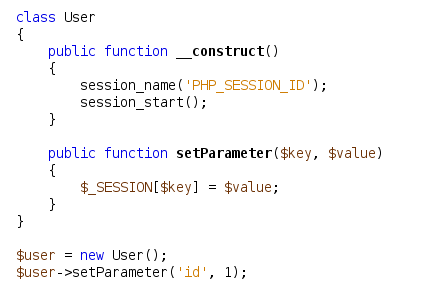 class User
{
    public function __construct()
    {
        session_name('PHP_SESSION_ID');
        session_start();
    }

    public function setParameter($key, $value)
    {
        $_SESSION[$key] = $value;
    }
}

$user = new User();
$user->setParameter('id', 1);